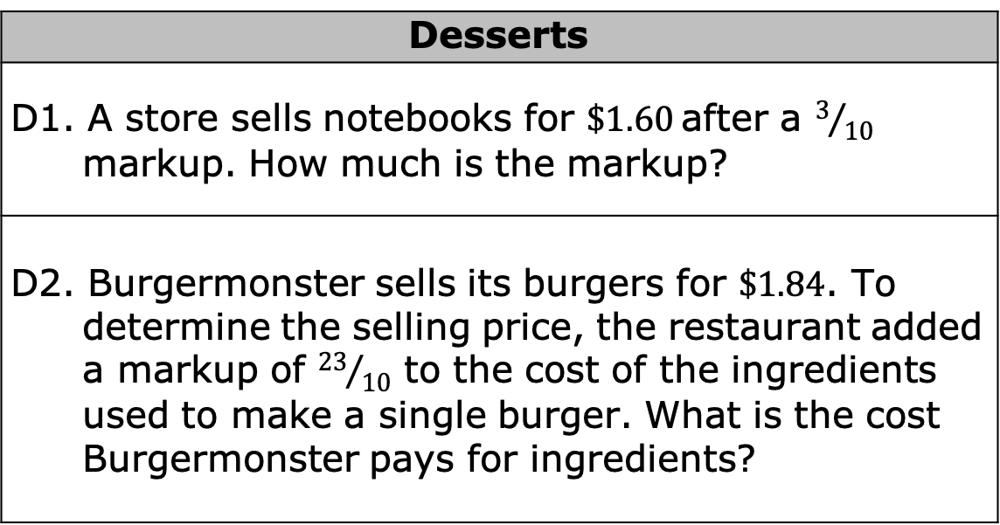 Desserts
D1. A store sells notebooks for $1.60 after a 3/10
markup. How much is the markup?
D2. Burgermonster sells its burgers for $1.84. To
determine the selling price, the restaurant added
a markup of 23/10 to the cost of the ingredients
used to make a single burger. What is the cost
Burgermonster pays for ingredients?